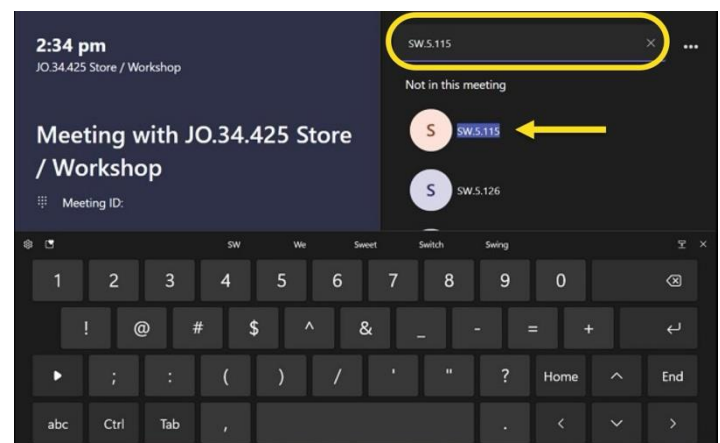 2:34 pm
JO.34.425 Store / Workshop
Meeting with JO.34.425 Store
/ Workshop
Meeting ID:
SW.5.115
Not in this meeting
S SW.5.115
S SW.5.126
SW We Sweet Switch Swing
1 2 3 4 5 6 7 8 9 0
! @ # $ ^ & _ - = +
; : ( ) / ' " ? Home End
abc Ctrl Tab , . < >